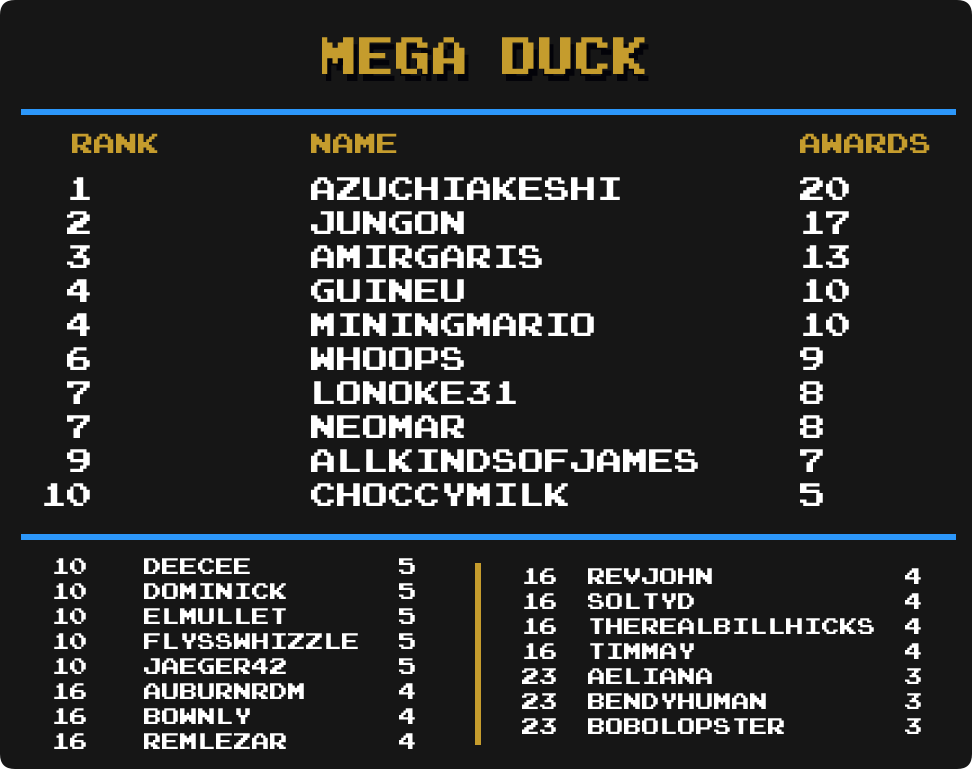 MEGA DUCK
RANK NAME AWARDS
1 AZUCHIAKESHI 20
2 JUNGON 17
3 AMIRGARIS 13
4 GUINEU 10
4 MININGMARIO 10
6 WHOOPS 9
7 LONOKE31 8
7 NEOMAR 8
9 ALLKINDSOFJAMES 7
10 CHOCCYMILK 5
10 DEECEE 5
10 DOMINICK 5
10 ELMULLET 5
10 FLYSSWHIZZLE 5
10 JAEGER42 5
16 AUBURNRDM 4
16 BOWNLY 4
16 REMLEZAR 4
16 REVJOHN 4
16 SOLTYD 4
16 THEREALBILLHICKS 4
16 TIMMAY 4
23 AELIANA 3
23 BENDYHUMAN 3
23 BOBOLOPSTER 3